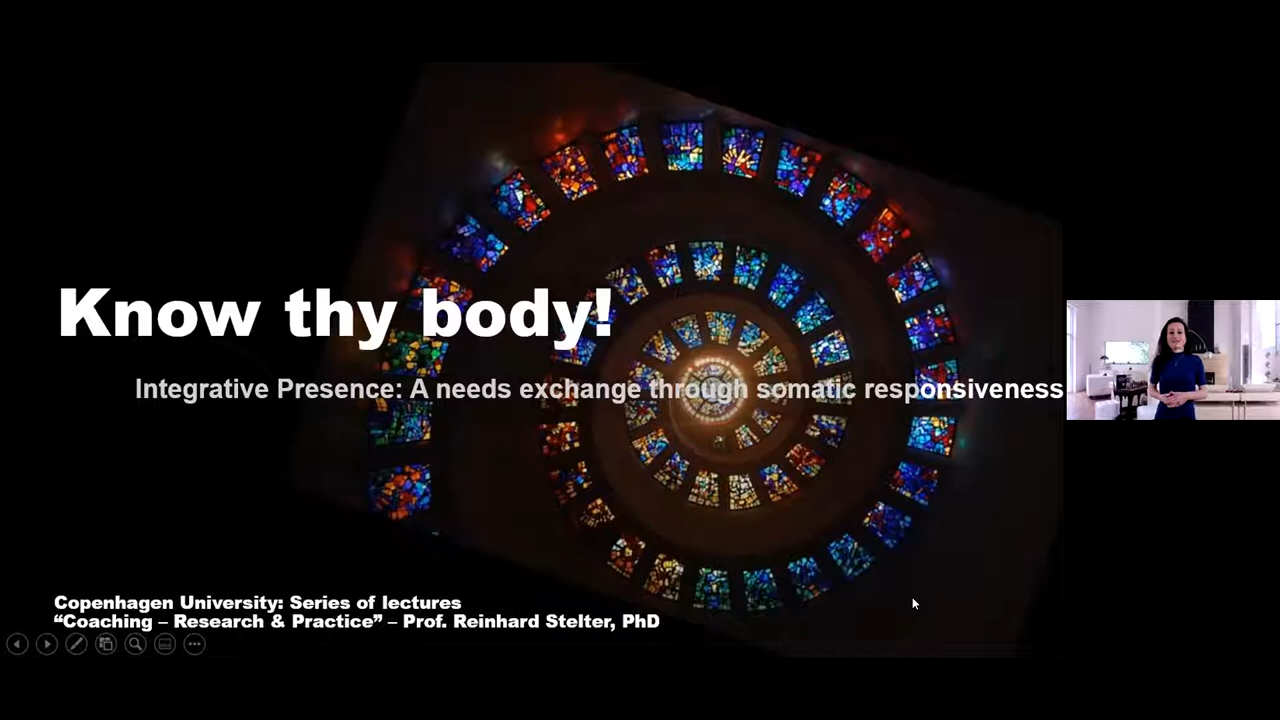 Know thy body!
Integrative Presence: A needs exchange through somatic responsiveness
Copenhagen University: Series of lectures
“Coaching – Research & Practice” – Prof. Reinhard Stelter, PhD